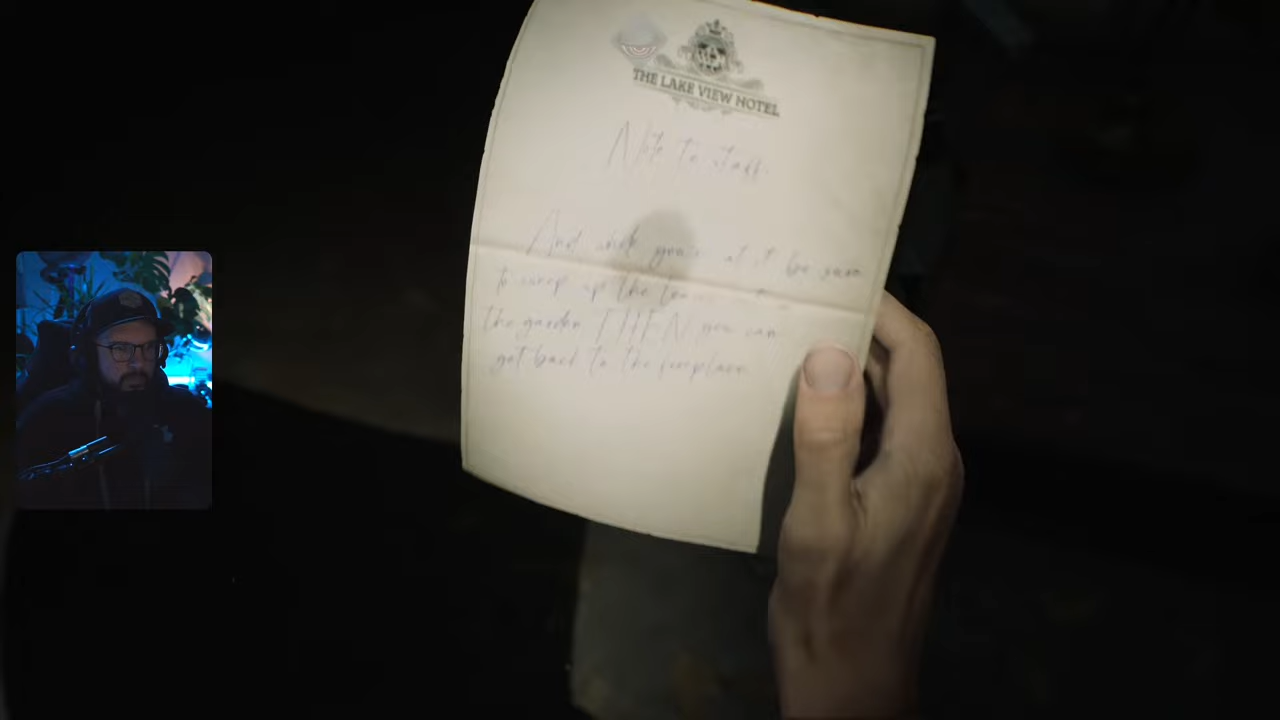 THE LAKE VIEW HOTEL
Note to staff:
And while you're at it be sure
to sweep up the
the garden THEN you can
get back to the fireplace